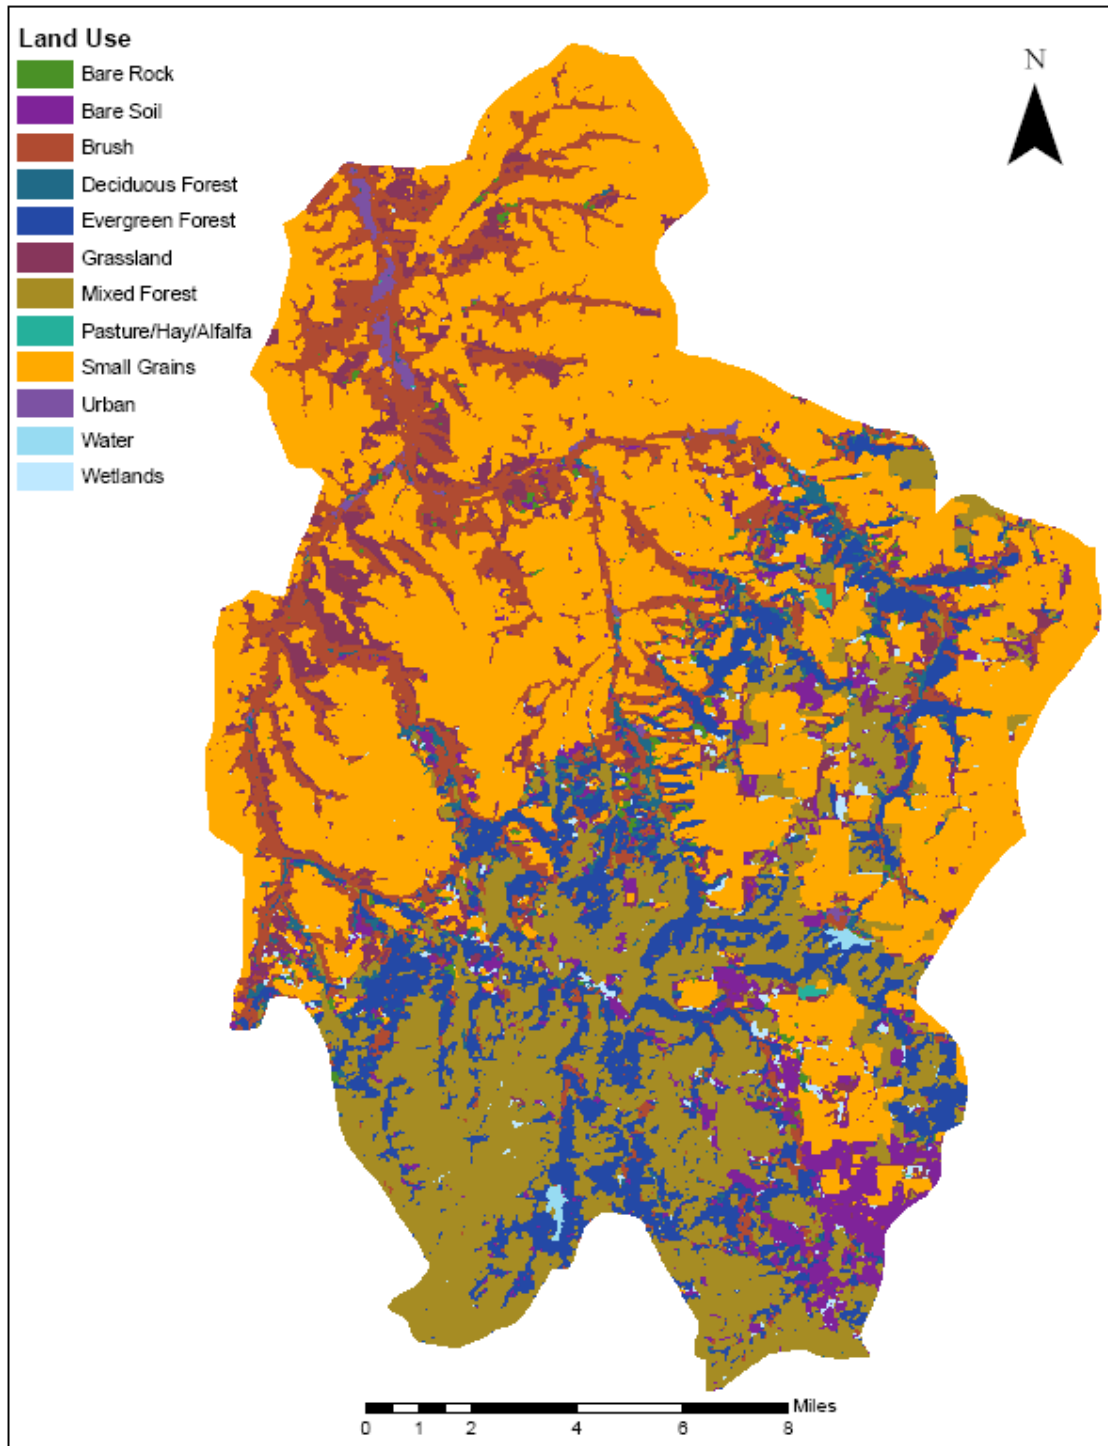 Land Use
Bare Rock
Bare Soil
Brush
Deciduous Forest
Evergreen Forest
Grassland
Mixed Forest
Pasture/Hay/Alfalfa
Small Grains
Urban
Water
Wetlands
N
Miles
0 1 2 4 6 8